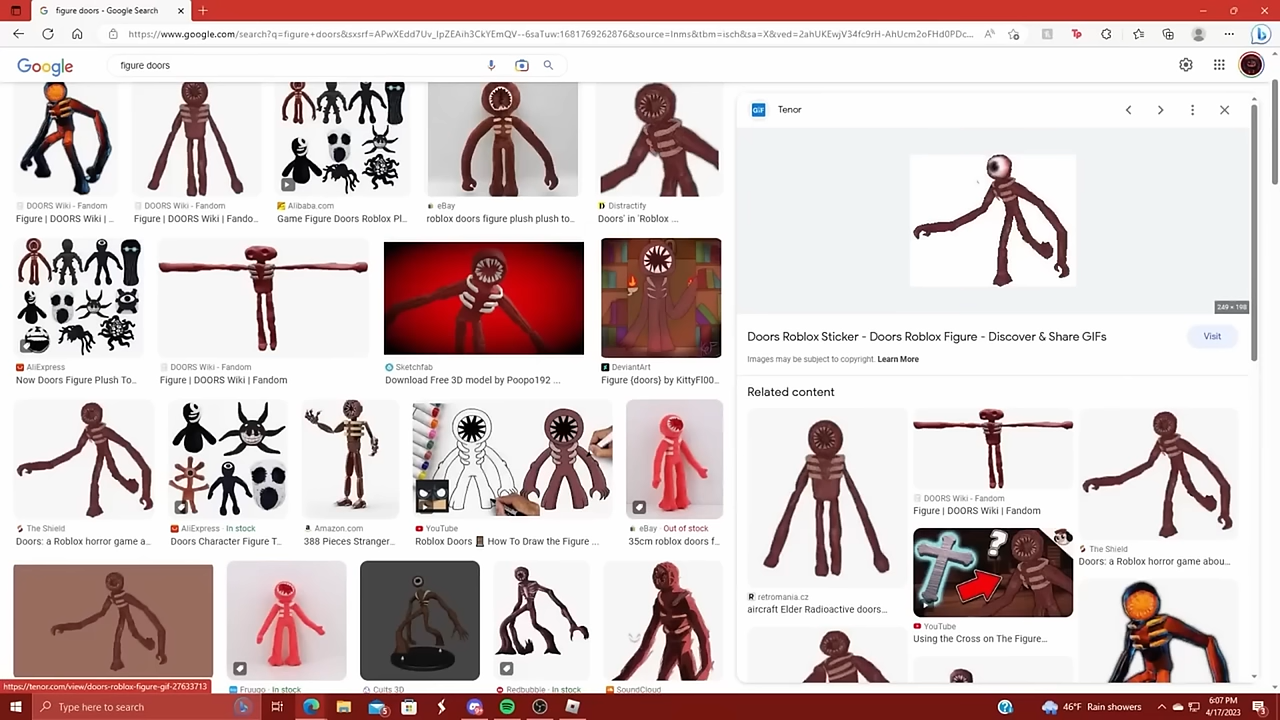 figure doors - Google Search
https://www.google.com/search?q=figure+doors&sxsrf=APwXEdd7Uv_lpZEAih3CkYEmQV--6saTuw:1681769262876&source=lnms&tbm=isch&sa=X&ved=2ahUKEwjV34fc9rH-AhUcm2oFHd0PDc...
Google
figure doors
DOORS Wiki - Fandom
Figure | DOORS Wiki | ...
DOORS Wiki - Fandom
Figure | DOORS Wiki | Fando...
Alibaba.com
Game Figure Doors Roblox Pl...
eBay
roblox doors figure plush plush to...
Distractify
Doors' in 'Roblox ...
AliExpress
Now Doors Figure Plush To...
DOORS Wiki - Fandom
Figure | DOORS Wiki | Fandom
Sketchfab
Download Free 3D model by Poopo192 ...
DeviantArt
Figure {doors} by KittyFl00...
The Shield
Doors: a Roblox horror game a...
AliExpress · In stock
Doors Character Figure T...
Amazon.com
388 Pieces Stranger...
YouTube
Roblox Doors 🚪 How To Draw the Figure ...
eBay · Out of stock
35cm roblox doors f...
Fruugo · In stock
Cults 3D
Redbubble · In stock
SoundCloud
https://tenor.com/view/doors-roblox-figure-gif-27633713
GIF
Tenor
249 × 198
Doors Roblox Sticker - Doors Roblox Figure - Discover & Share GIFs
Visit
Images may be subject to copyright. Learn More
Related content
retromania.cz
aircraft Elder Radioactive doors...
DOORS Wiki - Fandom
Figure | DOORS Wiki | Fandom
?
YouTube
Using the Cross on The Figure...
The Shield
Doors: a Roblox horror game abou...
Type here to search
46°F Rain showers
6:07 PM
4/17/2023